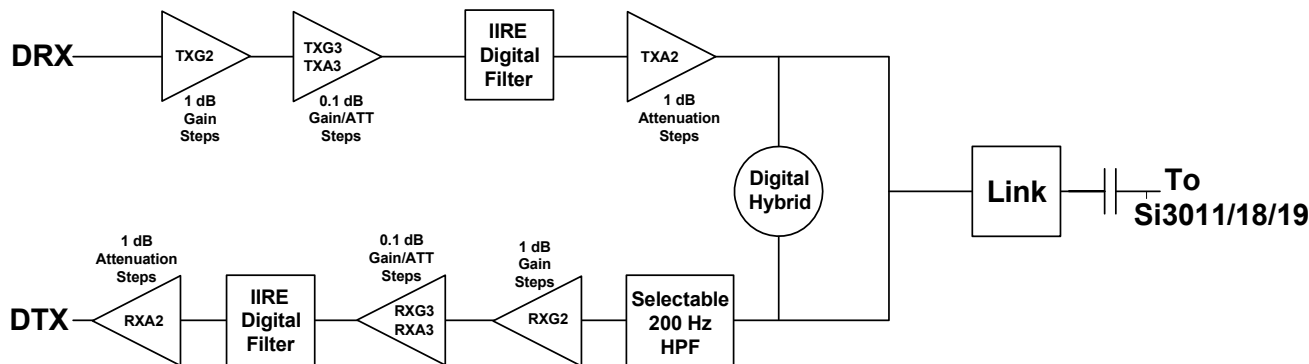 DRX
TXG2
1 dB
Gain
Steps
TXG3
TXA3
0.1 dB
Gain/ATT
Steps
IIRE
Digital
Filter
TXA2
1 dB
Attenuation
Steps
Digital
Hybrid
Link
To
Si3011/18/19
DTX
1 dB
Attenuation
Steps
RXA2
IIRE
Digital
Filter
0.1 dB
Gain/ATT
Steps
RXG3
RXA3
1 dB
Gain
Steps
RXG2
Selectable
200 Hz
HPF